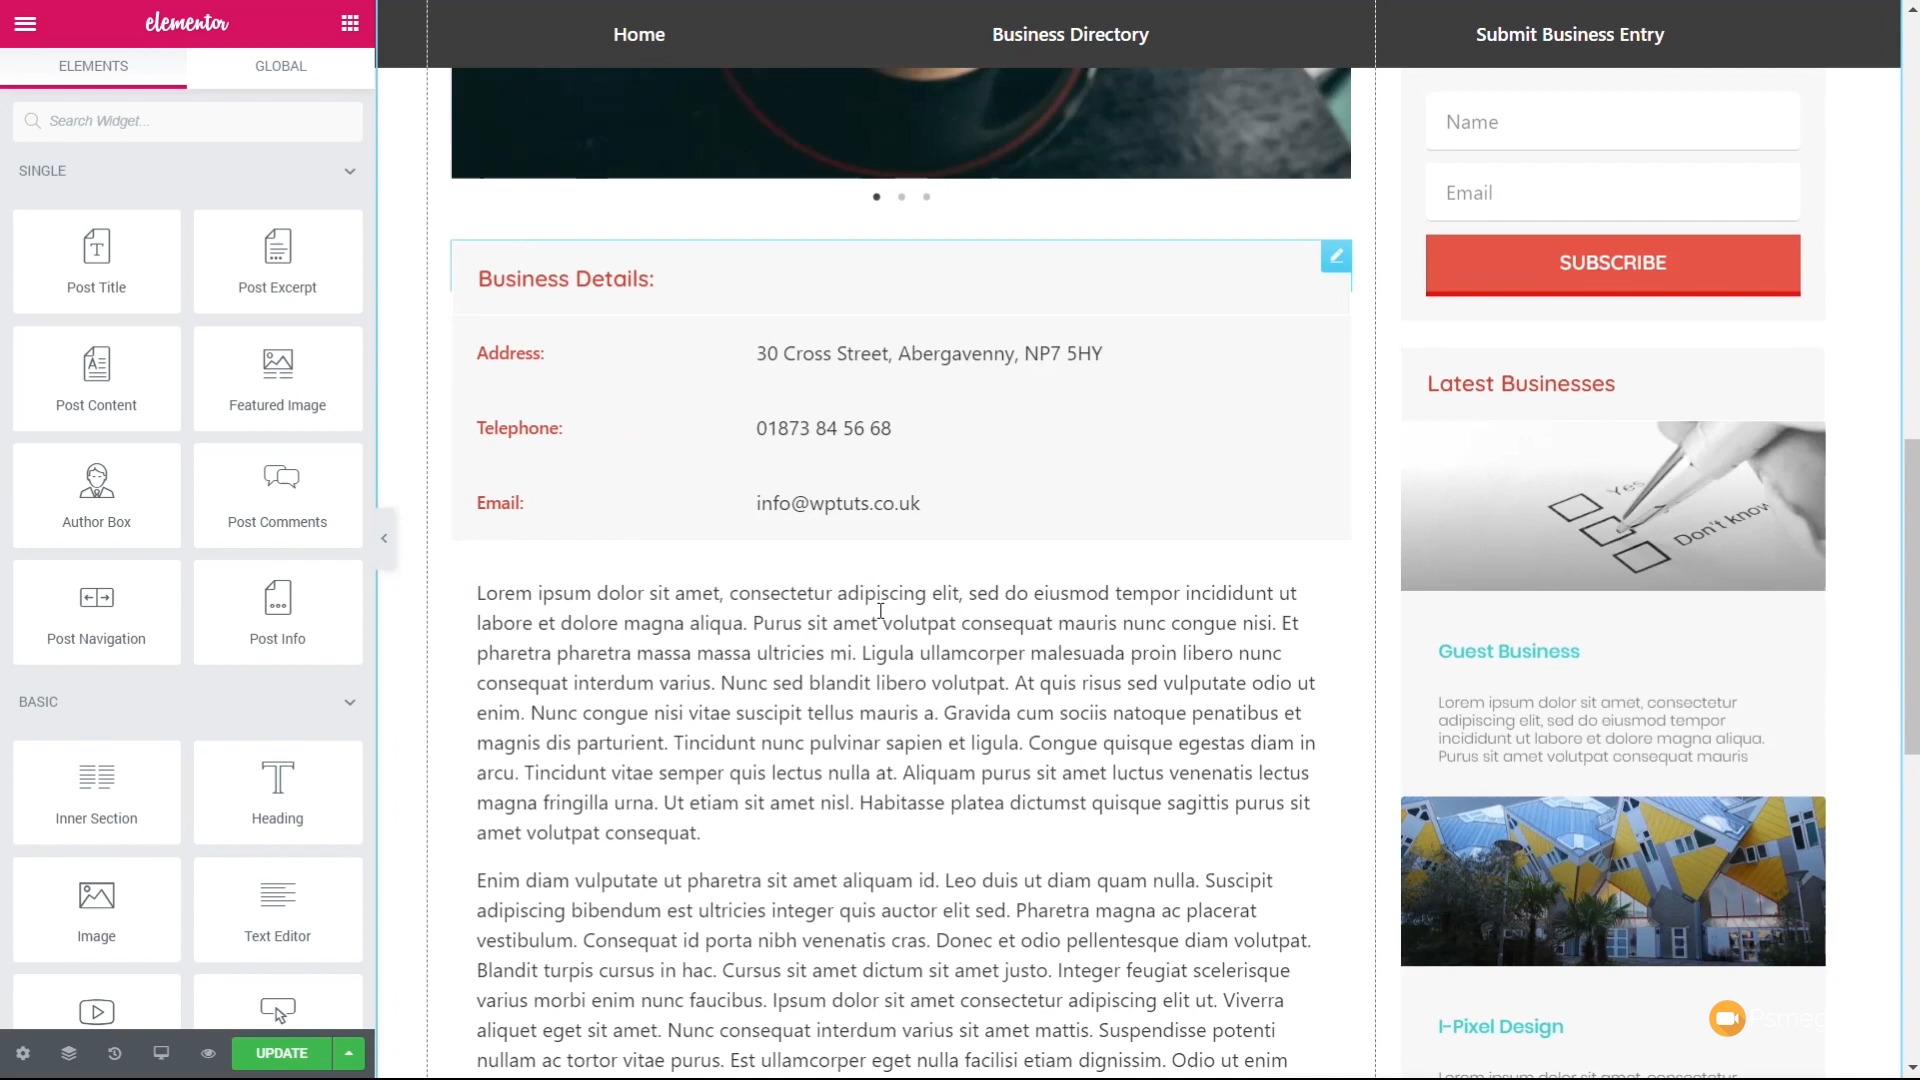 elementor
ELEMENTS
GLOBAL
Search Widget...
SINGLE
Post Title
Post Excerpt
Post Content
Featured Image
Author Box
Post Comments
Post Navigation
Post Info
BASIC
Inner Section
Heading
Image
Text Editor
UPDATE
Home
Business Directory
Submit Business Entry
Business Details:
Address:
30 Cross Street, Abergavenny, NP7 5HY
Telephone:
01873 84 56 68
Email:
info@wptuts.co.uk
Lorem ipsum dolor sit amet, consectetur adipiscing elit, sed do eiusmod tempor incididunt ut
labore et dolore magna aliqua. Purus sit amet volutpat consequat mauris nunc congue nisi. Et
pharetra pharetra massa massa ultricies mi. Ligula ullamcorper malesuada proin libero nunc
consequat interdum varius. Nunc sed blandit libero volutpat. At quis risus sed vulputate odio ut
enim. Nunc congue nisi vitae suscipit tellus mauris a. Gravida cum sociis natoque penatibus et
magnis dis parturient. Tincidunt nunc pulvinar sapien et ligula. Congue quisque egestas diam in
arcu. Tincidunt vitae semper quis lectus nulla at. Aliquam purus sit amet luctus venenatis lectus
magna fringilla urna. Ut etiam sit amet nisl. Habitasse platea dictumst quisque sagittis purus sit
amet volutpat consequat.
Enim diam vulputate ut pharetra sit amet aliquam id. Leo duis ut diam quam nulla. Suscipit
adipiscing bibendum est ultricies integer quis auctor elit sed. Pharetra magna ac placerat
vestibulum. Consequat id porta nibh venenatis cras. Donec et odio pellentesque diam volutpat.
Blandit turpis cursus in hac. Cursus sit amet dictum sit amet justo. Integer feugiat scelerisque
varius morbi enim nunc faucibus. Ipsum dolor sit amet consectetur adipiscing elit ut. Viverra
aliquet eget sit amet. Nunc consequat interdum varius sit amet mattis. Suspendisse potenti
nullam ac tortor vitae purus. Est ullamcorper eget nulla facilisi etiam dignissim. Odio ut enim
Name
Email
SUBSCRIBE
Latest Businesses
Yes
Don't know
Guest Business
Lorem ipsum dolor sit amet, consectetur
adipiscing elit, sed do eiusmod tempor
incididunt ut labore et dolore magna aliqua.
Purus sit amet volutpat consequat mauris
I-Pixel Design
Lorem ipsum dolor sit amet, consectetur